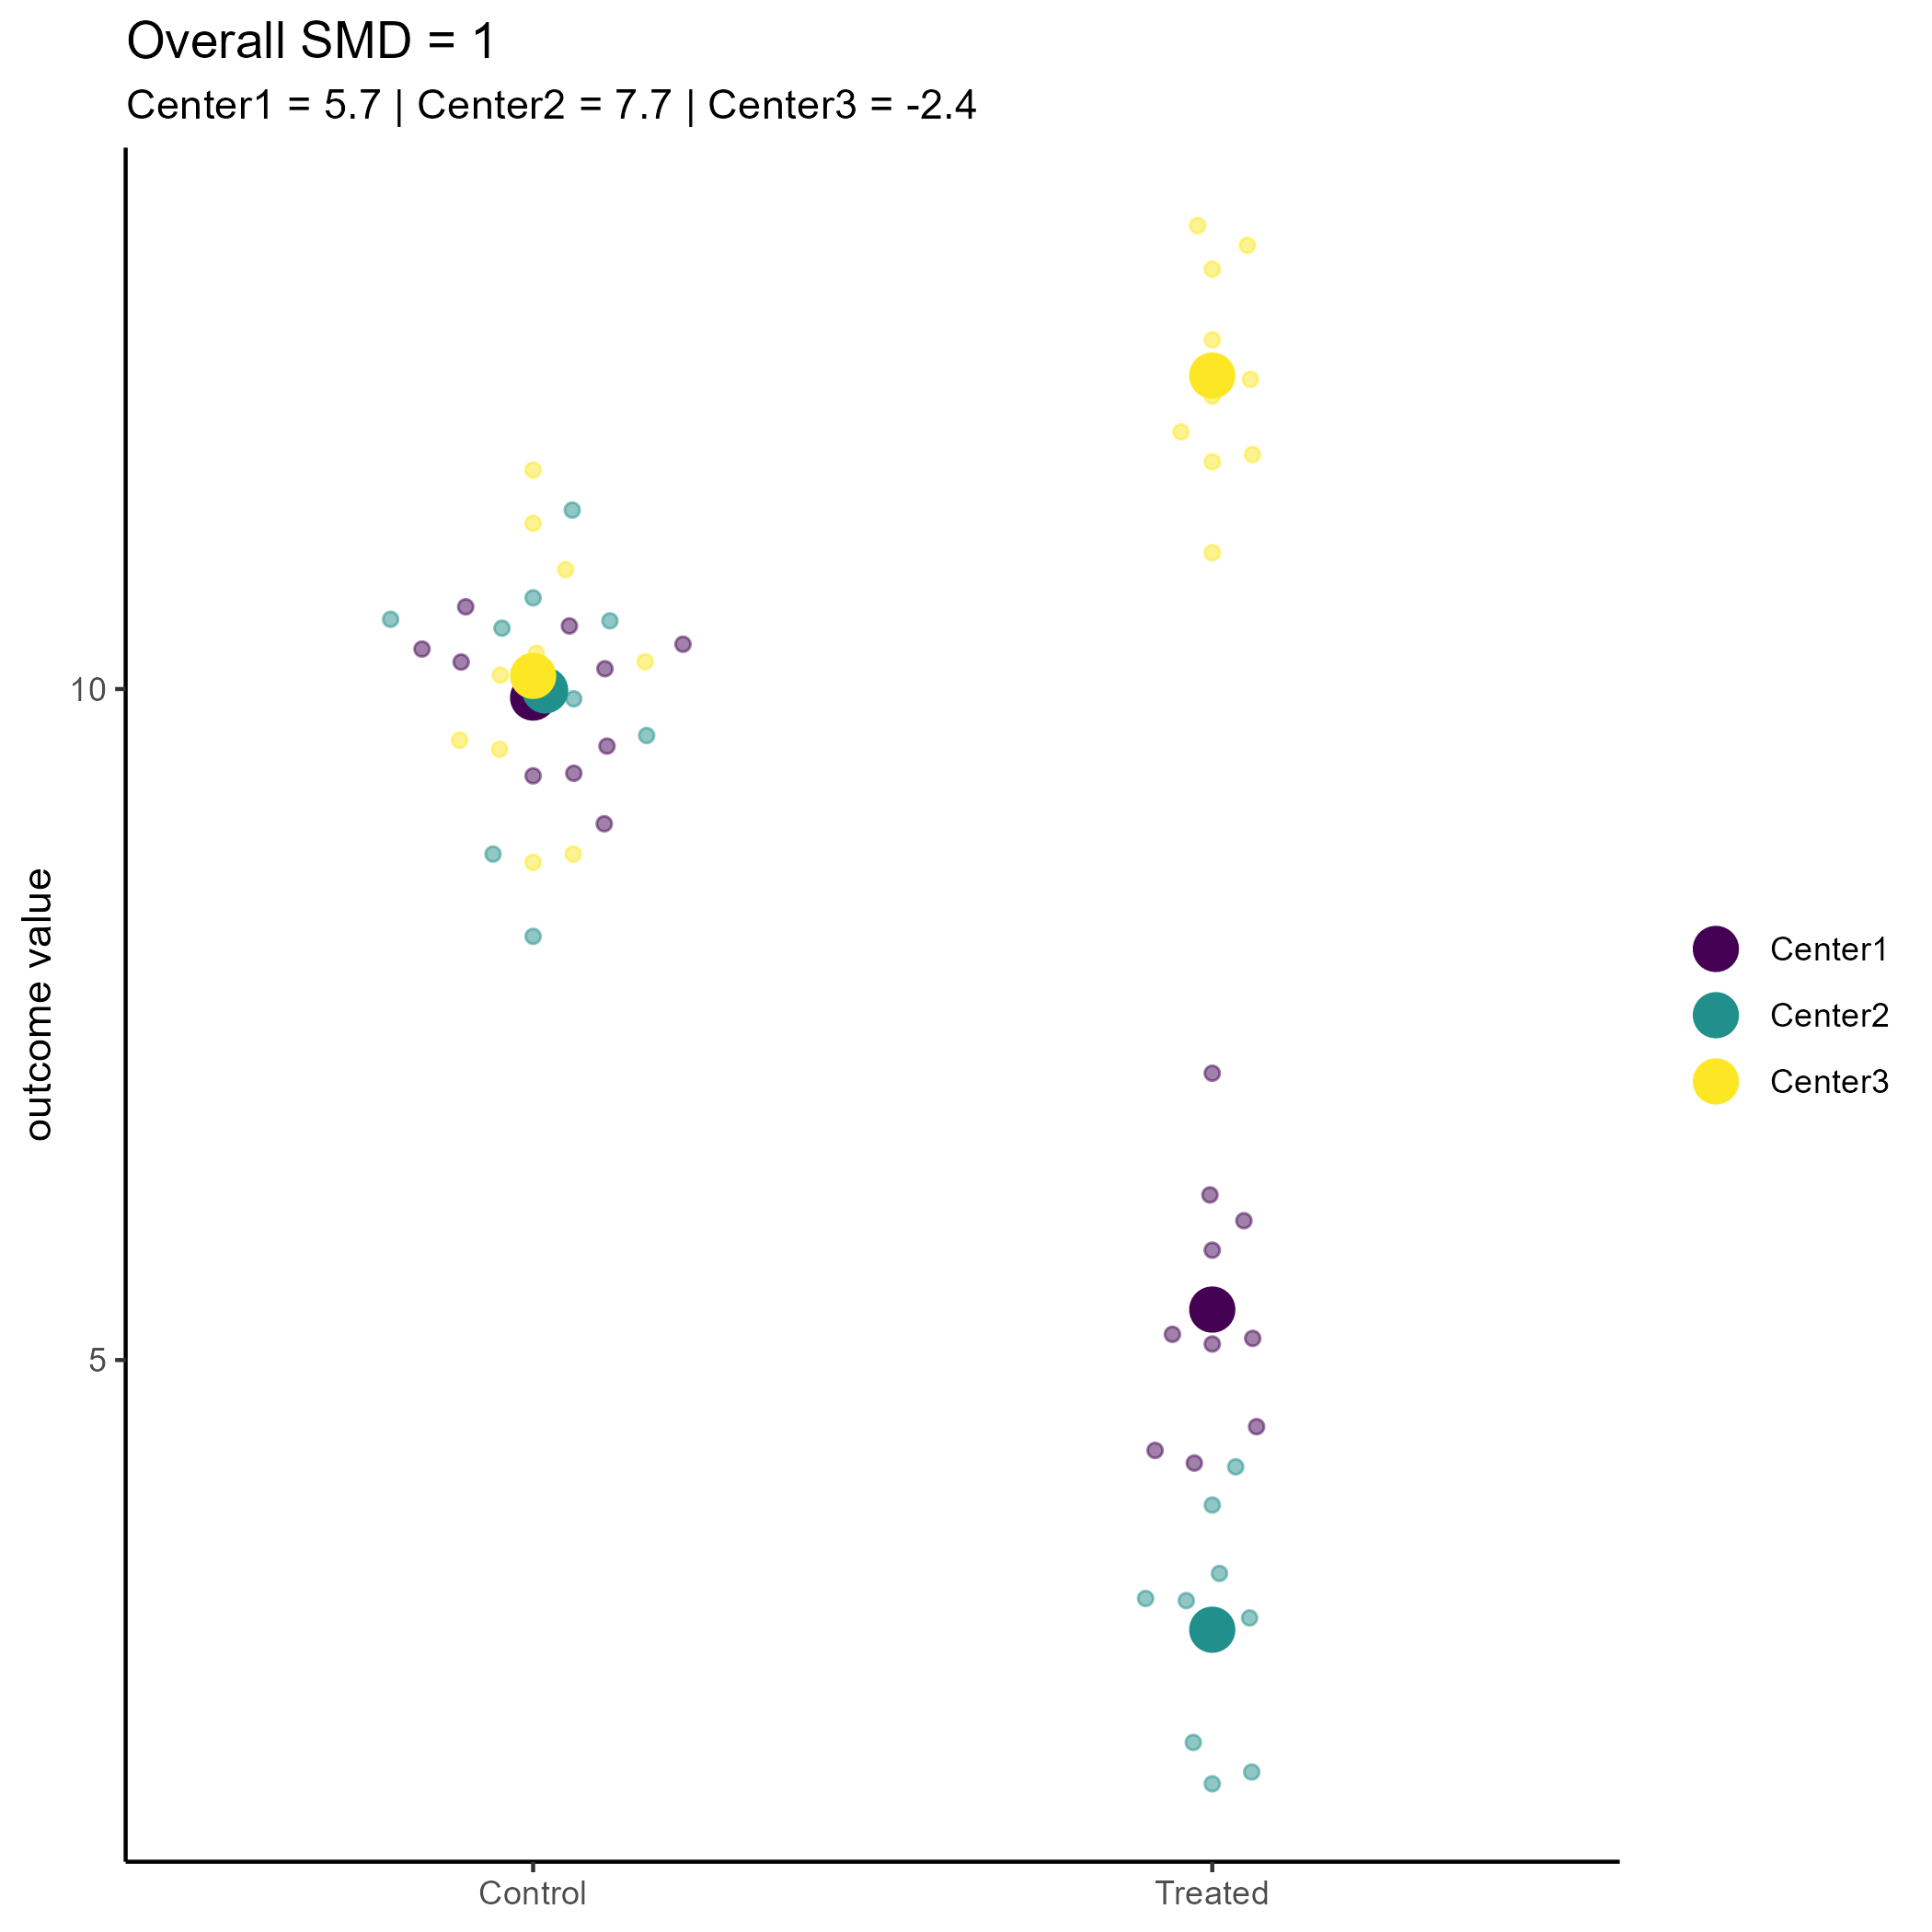 Overall SMD = 1
Center1 = 5.7 | Center2 = 7.7 | Center3 = -2.4
outcome value
10
5
Control
Treated
Center1
Center2
Center3